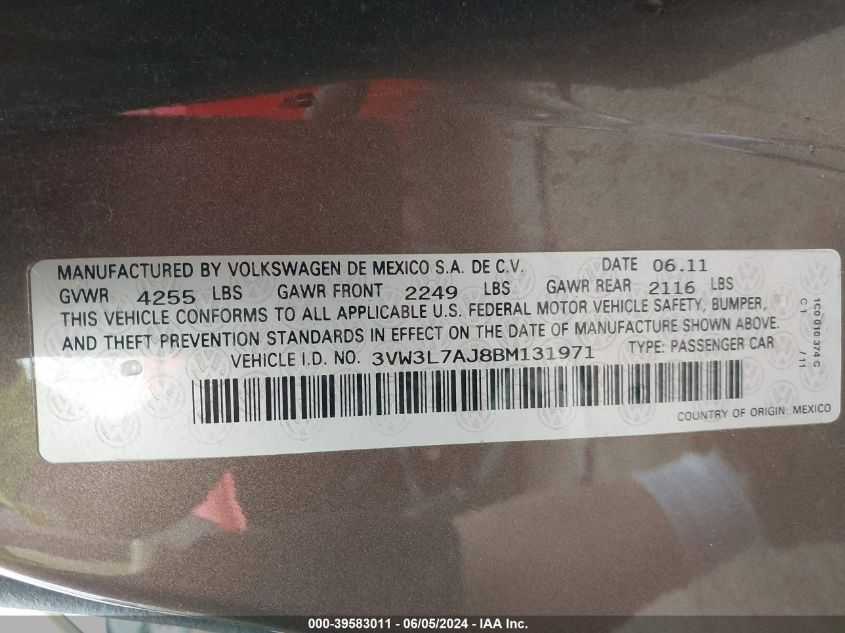 MANUFACTURED BY VOLKSWAGEN DE MEXICO S.A. DE C.V. DATE 06.11
GVWR 4255 LBS GAWR FRONT 2249 LBS GAWR REAR 2116 LBS
THIS VEHICLE CONFORMS TO ALL APPLICABLE U.S. FEDERAL MOTOR VEHICLE SAFETY, BUMPER,
AND THEFT PREVENTION STANDARDS IN EFFECT ON THE DATE OF MANUFACTURE SHOWN ABOVE.
VEHICLE I.D. NO. 3VW3L7AJ8BM131971 TYPE: PASSENGER CAR
COUNTRY OF ORIGIN: MEXICO
1C0 010 374 C
C1 /11
000-39583011 - 06/05/2024 - IAA Inc.